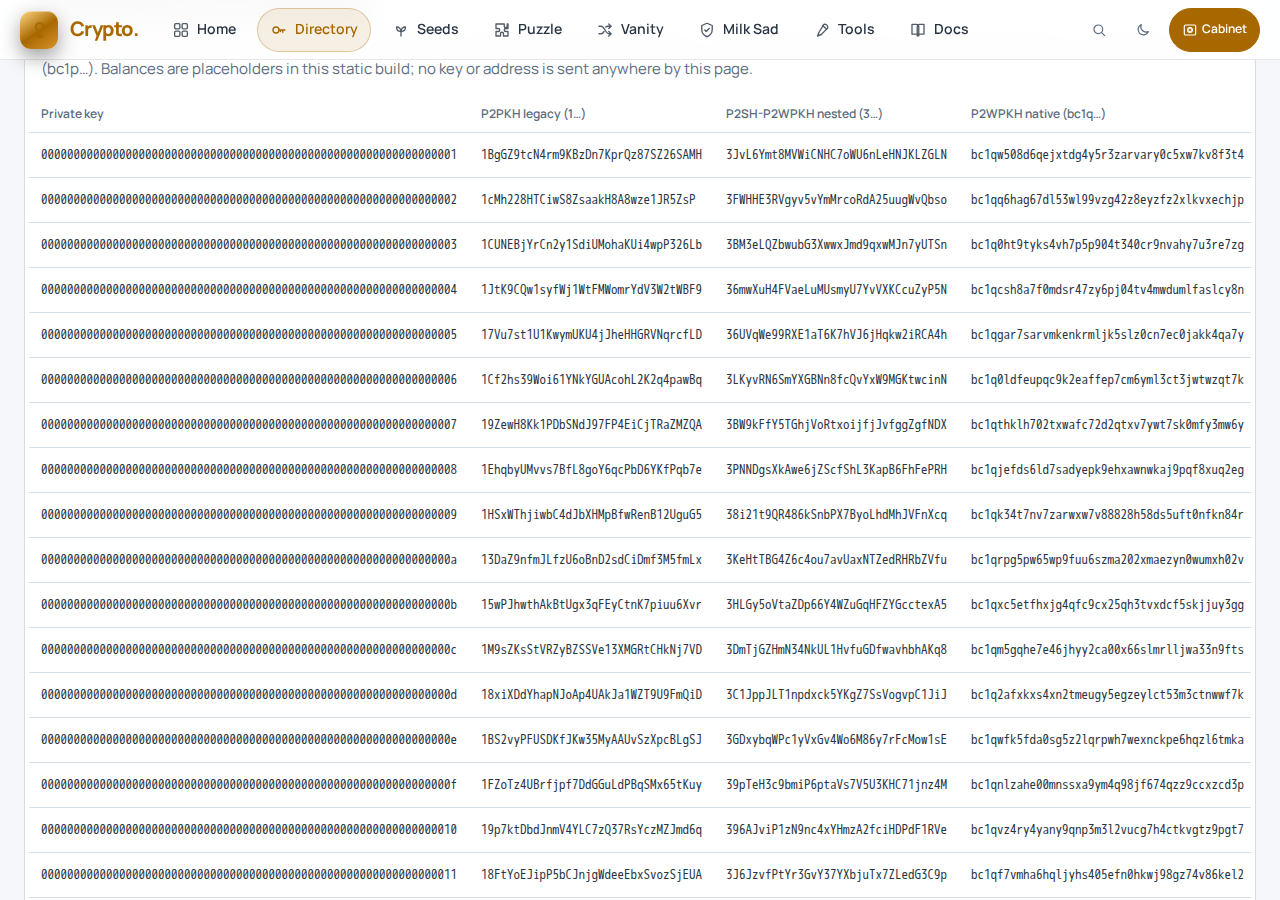 Crypto.
Home
Directory
Seeds
Puzzle
Vanity
Milk Sad
Tools
Docs
Cabinet
(bc1p…). Balances are placeholders in this static build; no key or address is sent anywhere by this page.
Private key P2PKH legacy (1…) P2SH-P2WPKH nested (3…) P2WPKH native (bc1q…)
0000000000000000000000000000000000000000000000000000000000000001 1BgGZ9tcN4rm9KBzDn7KprQz87SZ26SAMH 3JvL6Ymt8MVWiCNHC7oWU6nLeHNJKLZGLN bc1qw508d6qejxtdg4y5r3zarvary0c5xw7kv8f3t4
0000000000000000000000000000000000000000000000000000000000000002 1cMh228HTCiwS8ZsaakH8A8wze1JR5ZsP 3FWHHE3RVgyv5vYmMrcoRdA25uugWvQbso bc1qq6hag67dl53wl99vzg42z8eyzfz2xlkvxechjp
0000000000000000000000000000000000000000000000000000000000000003 1CUNEBjYrCn2y1SdiUMohaKUi4wpP326Lb 3BM3eLQZbwubG3XwwxJmd9qxwMJn7yUTSn bc1q0ht9tyks4vh7p5p904t340cr9nvahy7u3re7zg
0000000000000000000000000000000000000000000000000000000000000004 1JtK9CQw1syfWj1WtFMWomrYdV3W2tWBF9 36mwXuH4FVaeLuMUsmyU7YvVXKCcuZyP5N bc1qcsh8a7f0mdsr47zy6pj04tv4mwdumlfaslcy8n
0000000000000000000000000000000000000000000000000000000000000005 17Vu7st1U1KwymUKU4jJheHHGRVNqrcfLD 36UVqWe99RXE1aT6K7hVJ6jHqkw2iRCA4h bc1qgar7sarvmkenkrmljk5slz0cn7ec0jakk4qa7y
0000000000000000000000000000000000000000000000000000000000000006 1Cf2hs39Woi61YNkYGUAcohL2K2q4pawBq 3LKyvRN6SmYXGBNn8fcQvYxW9MGKtwcinN bc1q0ldfeupqc9k2eaffep7cm6yml3ct3jwtwzqt7k
0000000000000000000000000000000000000000000000000000000000000007 19ZewH8Kk1PDbSNdJ97FP4EiCjTRaZMZQA 3BW9kFfY5TGhjVoRtxoijfjJvfggZgfNDX bc1qthklh702txwafc72d2qtxv7ywt7sk0mfy3mw6y
0000000000000000000000000000000000000000000000000000000000000008 1EhqbyUMvvs7BfL8goY6qcPbD6YKfPqb7e 3PNNDgsXkAwe6jZScfShL3KapB6FhFePRH bc1qjefds6ld7sadyepk9ehxawnwkaj9pqf8xuq2eg
0000000000000000000000000000000000000000000000000000000000000009 1HSxWThjiwbC4dJbXHMpBfwRenB12UguG5 38i21t9QR486kSnbPX7ByoLhdMhJVFnXcq bc1qk34t7nv7zarwxw7v88828h58ds5uft0nfkn84r
000000000000000000000000000000000000000000000000000000000000000a 13DaZ9nfmJLfzU6oBnD2sdCiDmf3M5fmLx 3KeHtTBG4Z6c4ou7avUaxNTZedRHRbZVfu bc1qrpg5pw65wp9fuu6szma202xmaezyn0wumxh02v
000000000000000000000000000000000000000000000000000000000000000b 15wPJhwthAkBtUgx3qFEyCtnK7piuu6Xvr 3HLGy5oVtaZDp66Y4WZuGqHFZYGcctexA5 bc1qxc5etfhxjg4qfc9cx25qh3tvxdcf5skjjuy3gg
000000000000000000000000000000000000000000000000000000000000000c 1M9sZKsStVRZyBZSSVe13XMGRtCHkNj7VD 3DmTjGZHmN34NkUL1HvfuGDfwavhbhAKq8 bc1qm5gqhe7e46jhyy2ca00x66slmrlljwa33n9fts
000000000000000000000000000000000000000000000000000000000000000d 18xiXDdYhapNJoAp4UAkJa1WZT9U9FmQiD 3C1JppJLT1npdxck5YKgZ7SsVogvpC1JiJ bc1q2afxkxs4xn2tmeugy5egzeylct53m3ctnwwf7k
000000000000000000000000000000000000000000000000000000000000000e 1BS2vyPFUSDKfJKw35MyAAUvSzXpcBLgSJ 3GDxybqWPc1yVxGv4Wo6M86y7rFcMow1sE bc1qwfk5fda0sg5z2lqrpwh7wexnckpe6hqzl6tmka
000000000000000000000000000000000000000000000000000000000000000f 1FZoTz4UBrfjpf7DdGGuLdPBqSMx65tKuy 39pTeH3c9bmiP6ptaVs7V5U3KHC71jnz4M bc1qnlzahe00mnssxa9ym4q98jf674qzz9ccxzcd3p
0000000000000000000000000000000000000000000000000000000000000010 19p7ktDbdJnmV4YLC7zQ37RsYczMZJmd6q 396AJviP1zN9nc4xYHmzA2fciHDPdF1RVe bc1qvz4ry4yany9qnp3m3l2vucg7h4ctkvgtz9pgt7
0000000000000000000000000000000000000000000000000000000000000011 18FtYoEJipP5bCJnjgWdeeEbxSvozSjEUA 3J6JzvfPtYr3GvY37YXbjuTx7ZLedG3C9p bc1qf7vmha6hqljyhs405efn0hkwj98gz74v86kel2